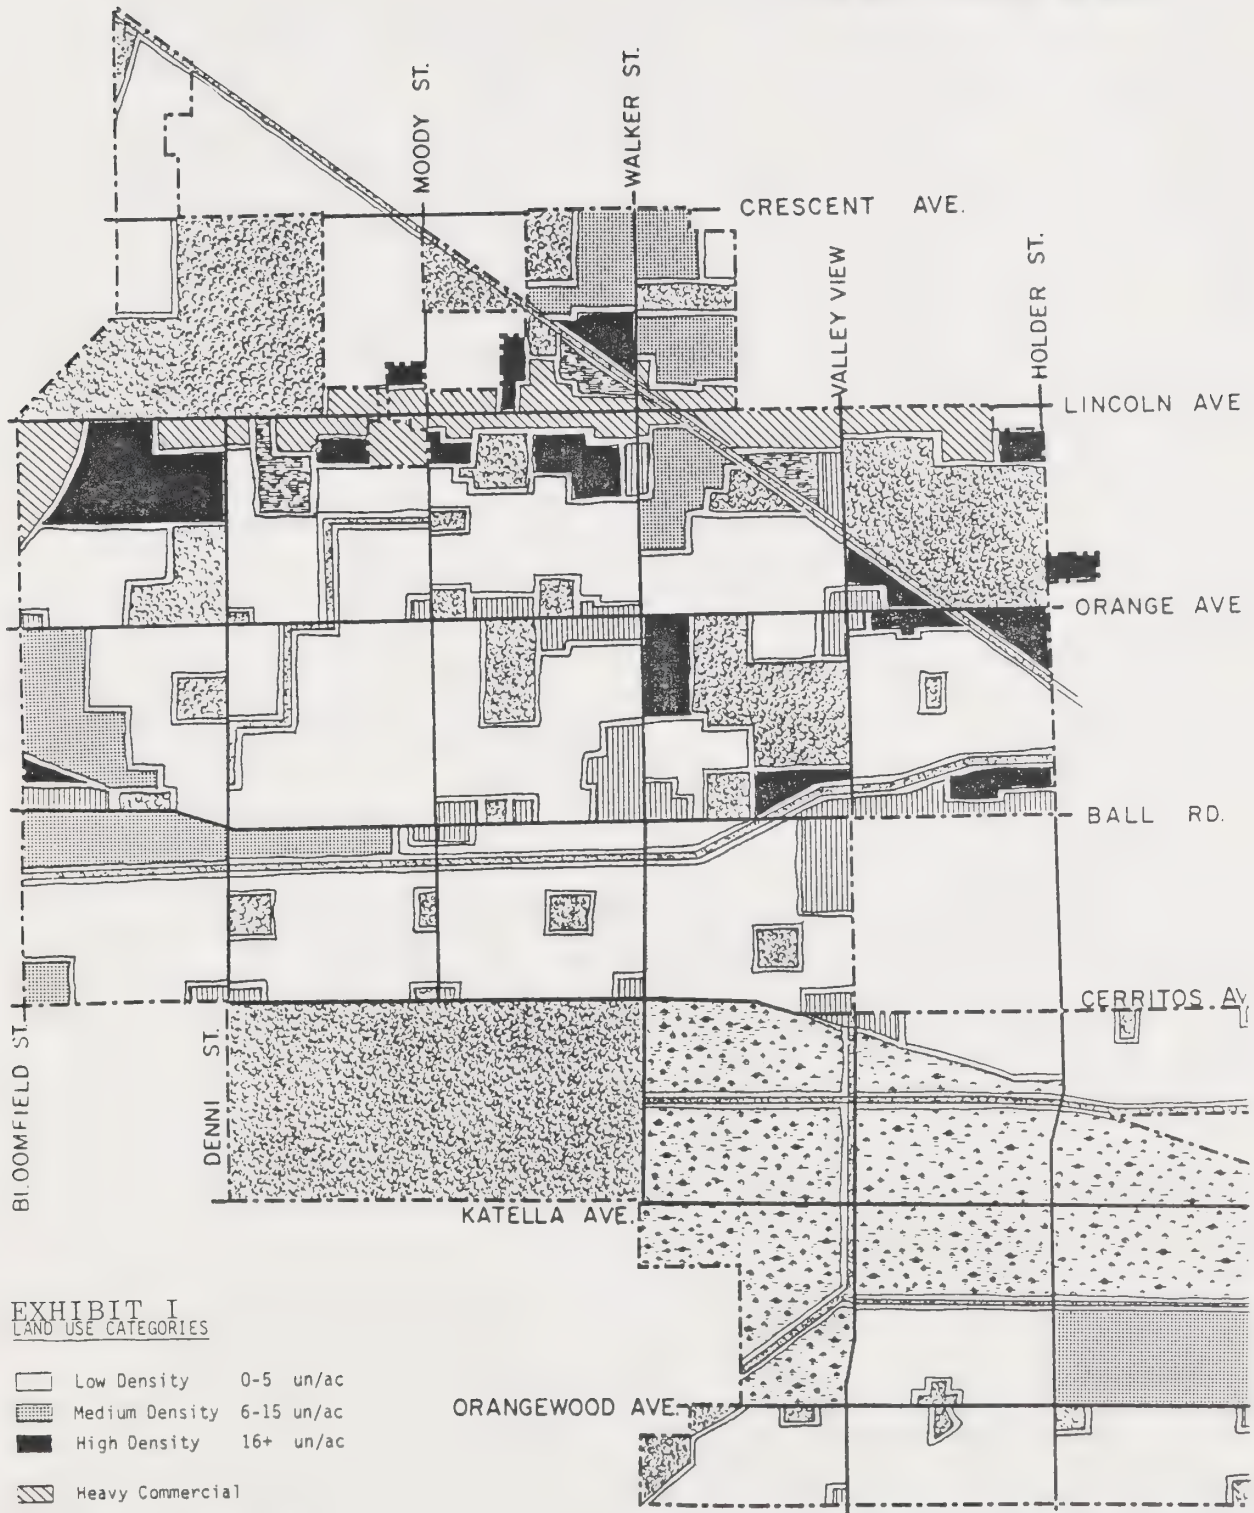 MOODY ST.
WALKER ST.
CRESCENT AVE.
VALLEY VIEW
HOLDER ST.
LINCOLN AVE
ORANGE AVE
BALL RD.
CERRITOS AV
BLOOMFIELD ST.
DENNI ST.
KATELLA AVE.
ORANGEWOOD AVE.
EXHIBIT I
LAND USE CATEGORIES
Low Density 0-5 un/ac
Medium Density 6-15 un/ac
High Density 16+ un/ac
Heavy Commercial